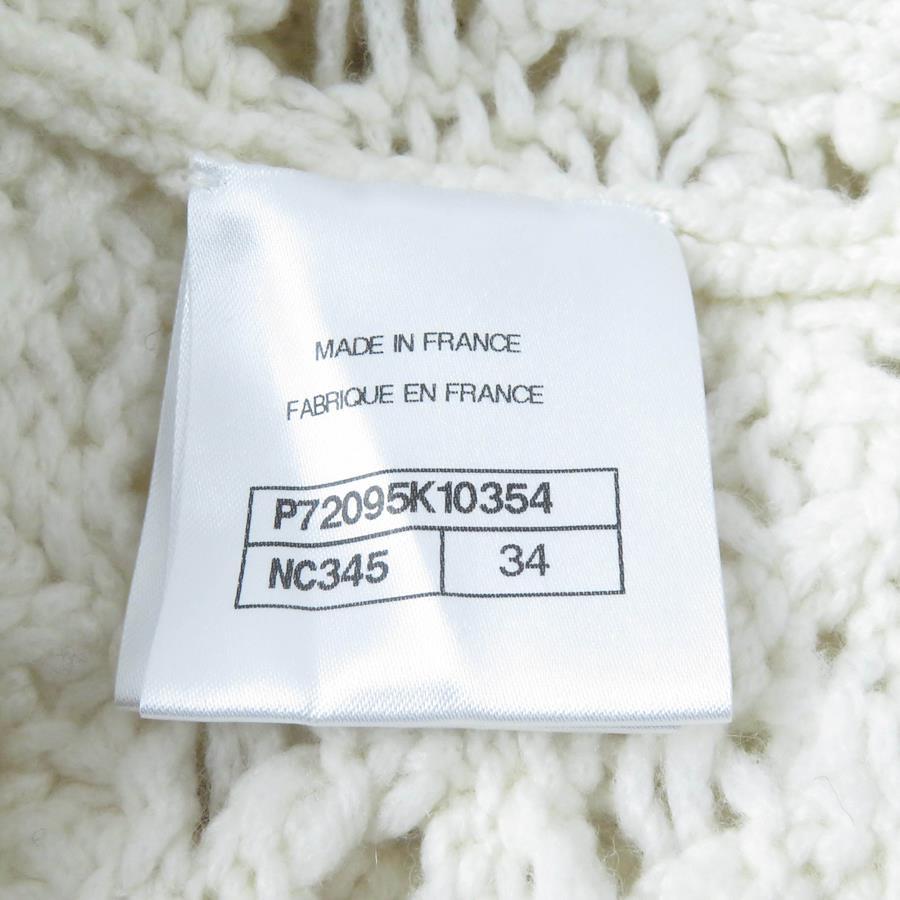 MADE IN FRANCE
FABRIQUE EN FRANCE
P72095K10354
NC345 34